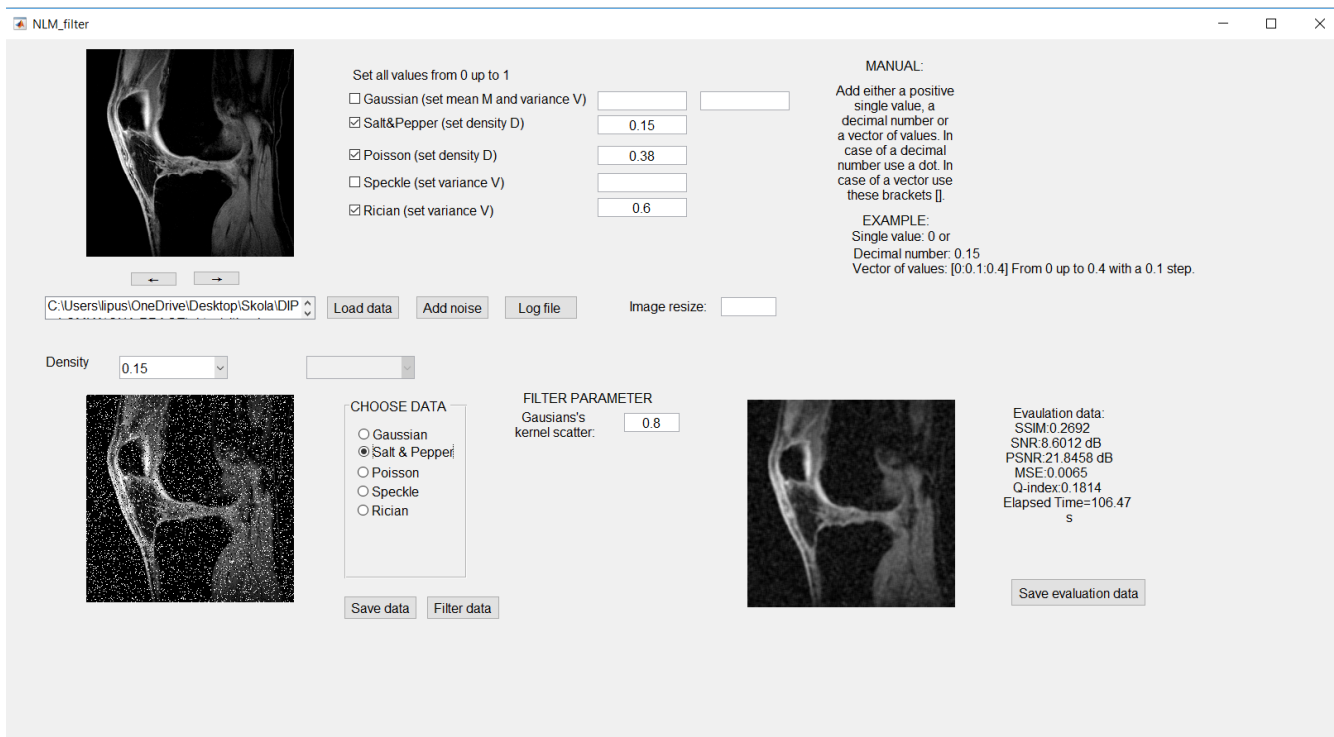 NLM_filter
Set all values from 0 up to 1
Gaussian (set mean M and variance V)
Salt&Pepper (set density D)
0.15
Poisson (set density D)
0.38
Speckle (set variance V)
Rician (set variance V)
0.6
MANUAL:
Add either a positive
single value, a
decimal number or
a vector of values. In
case of a decimal
number use a dot. In
case of a vector use
these brackets [].
EXAMPLE:
Single value: 0 or
Decimal number: 0.15
Vector of values: [0:0.1:0.4] From 0 up to 0.4 with a 0.1 step.
← →
C:\Users\lipus\OneDrive\Desktop\Skola\DIP
Load data
Add noise
Log file
Image resize:
Density
0.15
CHOOSE DATA
Gaussian
Salt & Pepper
Poisson
Speckle
Rician
Save data
Filter data
FILTER PARAMETER
Gausians's
kernel scatter:
0.8
Evaulation data:
SSIM:0.2692
SNR:8.6012 dB
PSNR:21.8458 dB
MSE:0.0065
Q-index:0.1814
Elapsed Time=106.47
s
Save evaluation data